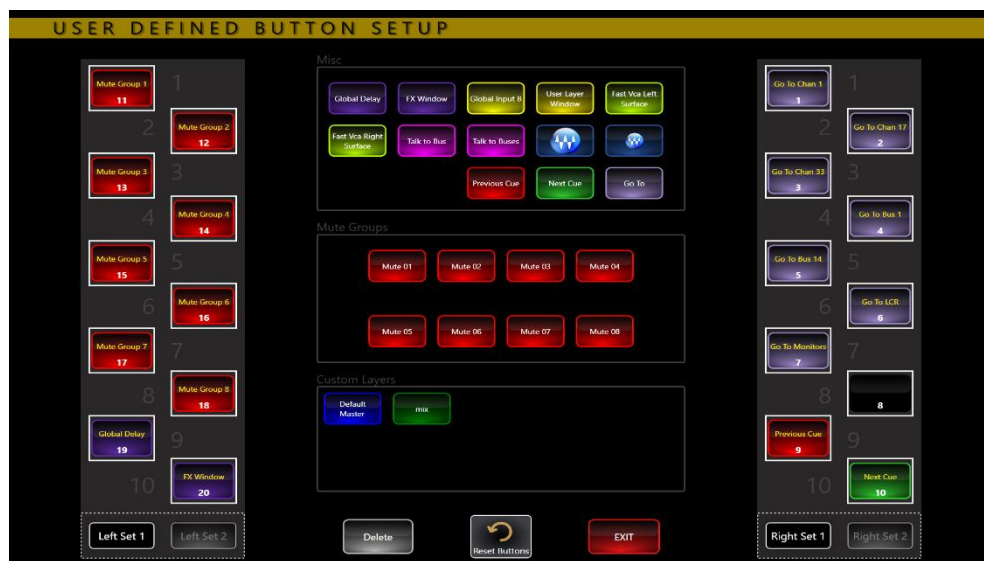 USER DEFINED BUTTON SETUP
Mute Group 1
11
1
2
Mute Group 2
12
Mute Group 3
13
3
4
Mute Group 4
14
Mute Group 5
15
5
6
Mute Group 6
16
Mute Group 7
17
7
8
Mute Group 8
18
Global Delay
19
9
10
FX Window
20
Left Set 1
Left Set 2
Misc
Global Delay
FX Window
Global Input B
User Layer
Window
Fast Vca Left
Surface
Fast Vca Right
Surface
Talk to Bus
Talk to Buses
Previous Cue
Next Cue
Go To
Mute Groups
Mute 01
Mute 02
Mute 03
Mute 04
Mute 05
Mute 06
Mute 07
Mute 08
Custom Layers
Default
Master
mix
Delete
Reset Buttons
EXIT
Go To Chan 1
1
1
2
Go To Chan 17
2
Go To Chan 33
3
3
4
Go To Bus 1
4
Go To Bus 14
5
5
6
Go To LCR
6
Go To Monitors
7
7
8
8
Previous Cue
9
9
10
Next Cue
10
Right Set 1
Right Set 2